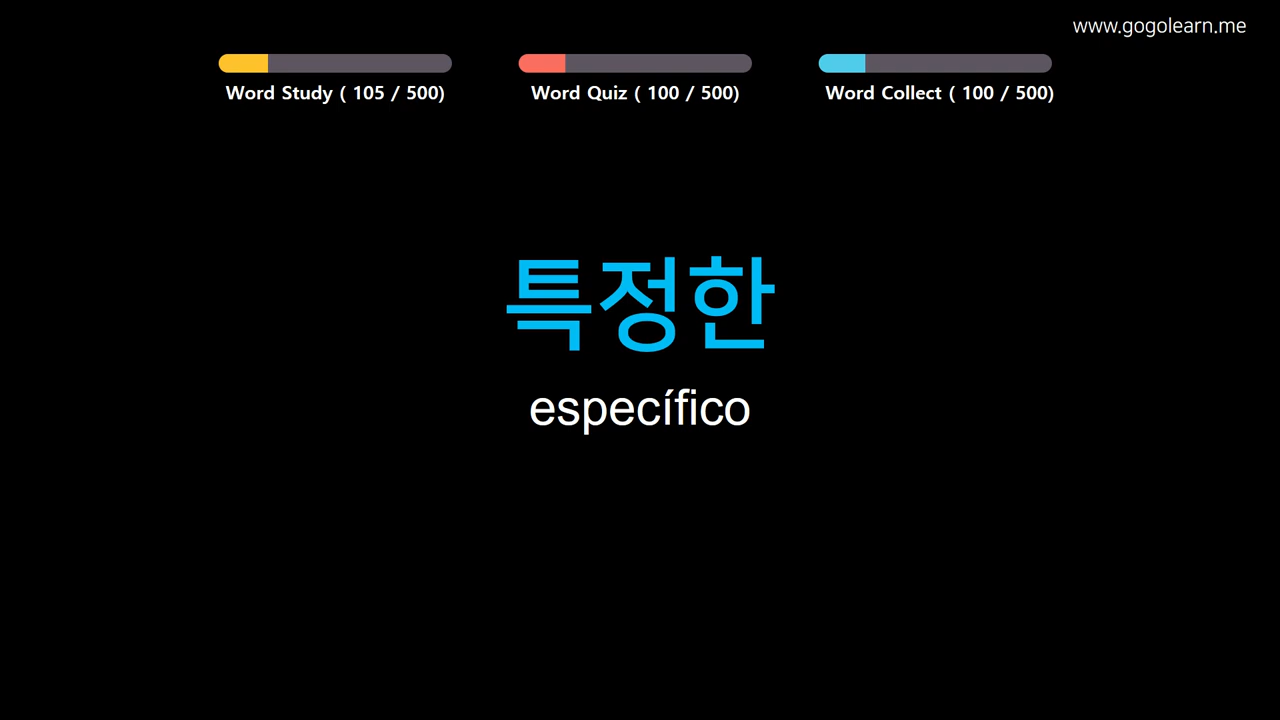 www.gogolearn.me
Word Study ( 105 / 500)
Word Quiz ( 100 / 500)
Word Collect ( 100 / 500)
특정한
específico